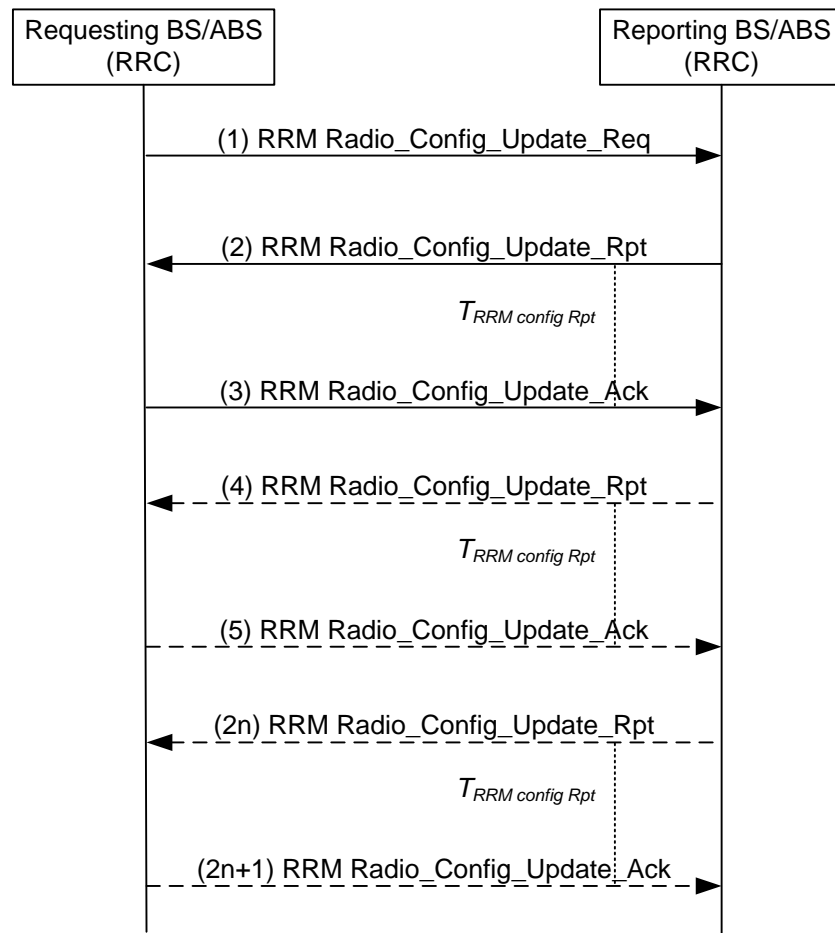 Requesting BS/ABS
(RRC)
Reporting BS/ABS
(RRC)
(1) RRM Radio_Config_Update_Req
(2) RRM Radio_Config_Update_Rpt
TRRM config Rpt
(3) RRM Radio_Config_Update_Ack
(4) RRM Radio_Config_Update_Rpt
TRRM config Rpt
(5) RRM Radio_Config_Update_Ack
(2n) RRM Radio_Config_Update_Rpt
TRRM config Rpt
(2n+1) RRM Radio_Config_Update_Ack